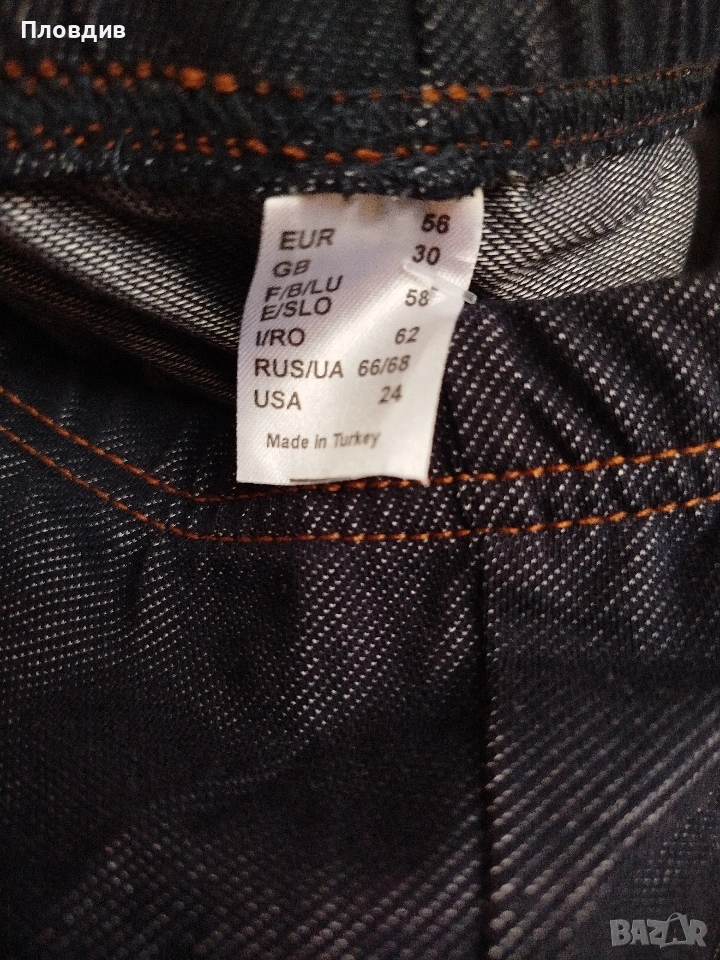 Пловдив
EUR 56
GB 30
F/B/LU
E/SLO 58
I/RO 62
RUS/UA 66/68
USA 24
Made in Turkey
BAZAR